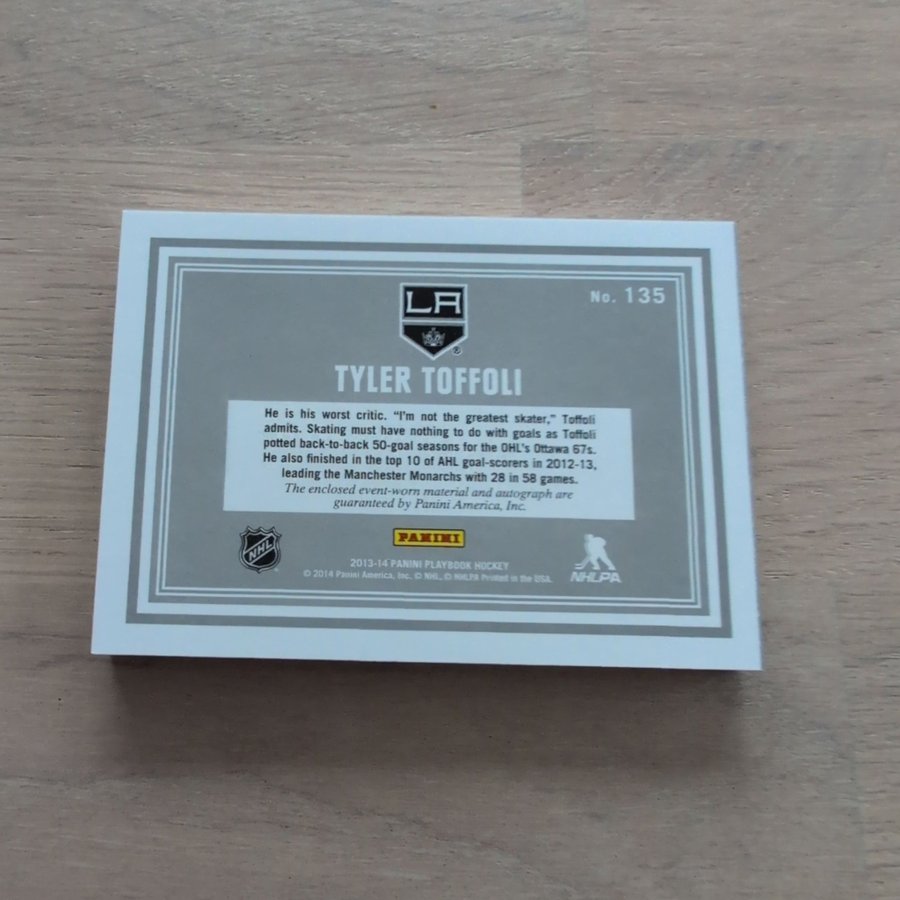 No. 135
LA
®
TYLER TOFFOLI
He is his worst critic. “I'm not the greatest skater,” Toffoli
admits. Skating must have nothing to do with goals as Toffoli
potted back-to-back 50-goal seasons for the OHL's Ottawa 67s.
He also finished in the top 10 of AHL goal-scorers in 2012-13,
leading the Manchester Monarchs with 28 in 58 games.
The enclosed event-worn material and autograph are
guaranteed by Panini America, Inc.
NHL
PANINI
NHLPA
2013-14 PANINI PLAYBOOK HOCKEY
© 2014 Panini America, Inc. © NHL, © NHLPA Printed in the USA.